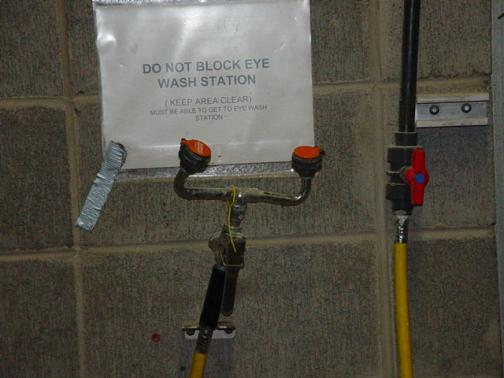 DO NOT BLOCK EYE
WASH STATION
( KEEP AREA CLEAR)
MUST BE ABLE TO GET TO EYE WASH
STATION